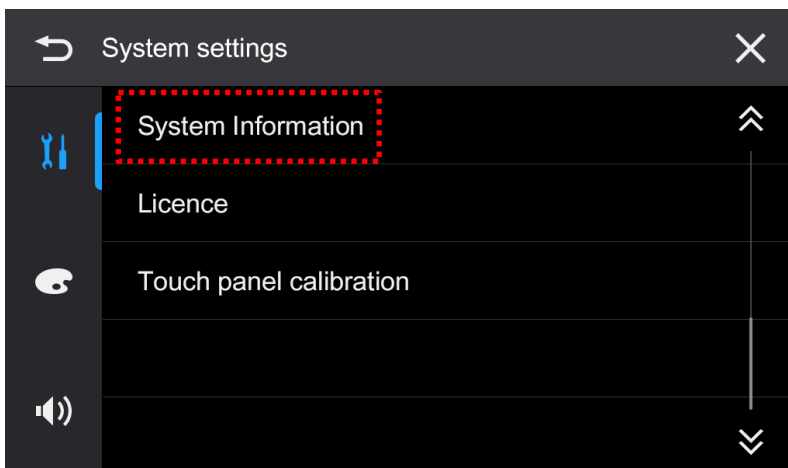 System settings
System Information
Licence
Touch panel calibration